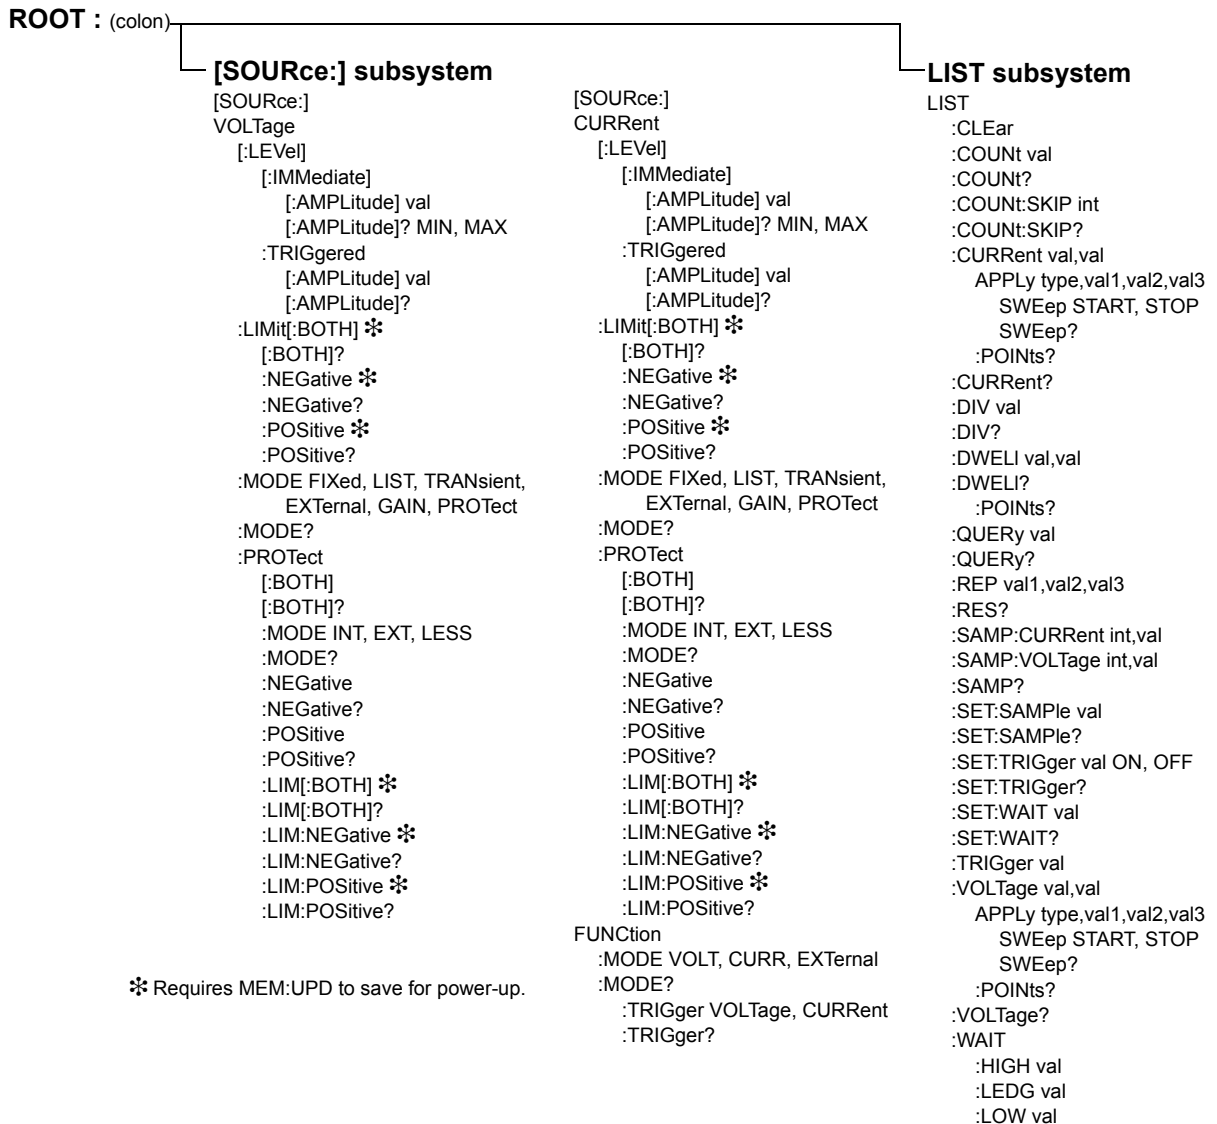 ROOT : (colon)
[SOURce:] subsystem
[SOURce:]
VOLTage
[:LEVel]
[:IMMediate]
[:AMPLitude] val
[:AMPLitude]? MIN, MAX
:TRIGgered
[:AMPLitude] val
[:AMPLitude]?
:LIMit[:BOTH] ✻
[:BOTH]?
:NEGative ✻
:NEGative?
:POSitive ✻
:POSitive?
:MODE FIXed, LIST, TRANsient,
EXTernal, GAIN, PROTect
:MODE?
:PROTect
[:BOTH]
[:BOTH]?
:MODE INT, EXT, LESS
:MODE?
:NEGative
:NEGative?
:POSitive
:POSitive?
:LIM[:BOTH] ✻
:LIM[:BOTH]?
:LIM:NEGative ✻
:LIM:NEGative?
:LIM:POSitive ✻
:LIM:POSitive?
✻ Requires MEM:UPD to save for power-up.
[SOURce:]
CURRent
[:LEVel]
[:IMMediate]
[:AMPLitude] val
[:AMPLitude]? MIN, MAX
:TRIGgered
[:AMPLitude] val
[:AMPLitude]?
:LIMit[:BOTH] ✻
[:BOTH]?
:NEGative ✻
:NEGative?
:POSitive ✻
:POSitive?
:MODE FIXed, LIST, TRANsient,
EXTernal, GAIN, PROTect
:MODE?
:PROTect
[:BOTH]
[:BOTH]?
:MODE INT, EXT, LESS
:MODE?
:NEGative
:NEGative?
:POSitive
:POSitive?
:LIM[:BOTH] ✻
:LIM[:BOTH]?
:LIM:NEGative ✻
:LIM:NEGative?
:LIM:POSitive ✻
:LIM:POSitive?
FUNCtion
:MODE VOLT, CURR, EXTernal
:MODE?
:TRIGger VOLTage, CURRent
:TRIGger?
LIST subsystem
LIST
:CLEar
:COUNt val
:COUNt?
:COUNt:SKIP int
:COUNt:SKIP?
:CURRent val,val
APPLy type,val1,val2,val3
SWEep START, STOP
SWEep?
:POINts?
:CURRent?
:DIV val
:DIV?
:DWELl val,val
:DWELl?
:POINts?
:QUERy val
:QUERy?
:REP val1,val2,val3
:RES?
:SAMP:CURRent int,val
:SAMP:VOLTage int,val
:SAMP?
:SET:SAMPle val
:SET:SAMPle?
:SET:TRIGger val ON, OFF
:SET:TRIGger?
:SET:WAIT val
:SET:WAIT?
:TRIGger val
:VOLTage val,val
APPLy type,val1,val2,val3
SWEep START, STOP
SWEep?
:POINts?
:VOLTage?
:WAIT
:HIGH val
:LEDG val
:LOW val